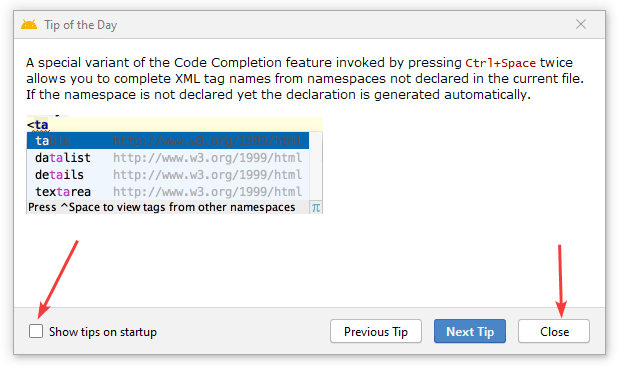 Tip of the Day
A special variant of the Code Completion feature invoked by pressing Ctrl+Space twice
allows you to complete XML tag names from namespaces not declared in the current file.
If the namespace is not declared yet the declaration is generated automatically.
<ta
table http://www.w3.org/1999/html
datalist http://www.w3.org/1999/html
details http://www.w3.org/1999/html
textarea http://www.w3.org/1999/html
Press ^Space to view tags from other namespaces π
Show tips on startup
Previous Tip
Next Tip
Close